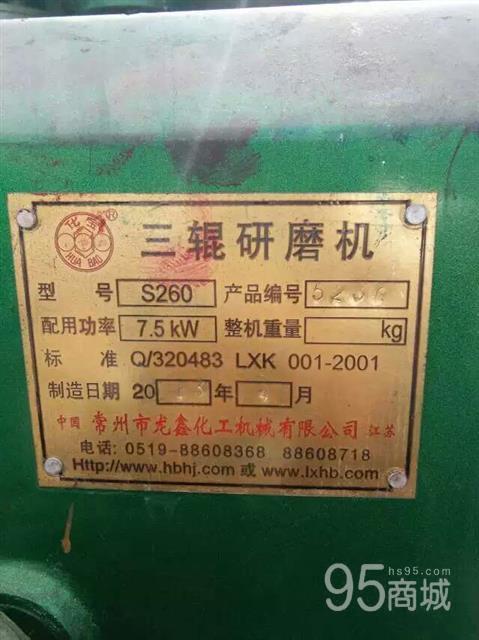 化宝®
HUA BAO
三辊研磨机
型 号 S260 产品编号
配用功率 7.5kW 整机重量 kg
标 准 Q/320483 LXK 001-2001
制造日期 20 年 月
中国 常州市龙鑫化工机械有限公司 江苏
电话: 0519-88608368 88608718
Http://www.hbhj.com 或 www.lxhb.com
hs95.com
95商城